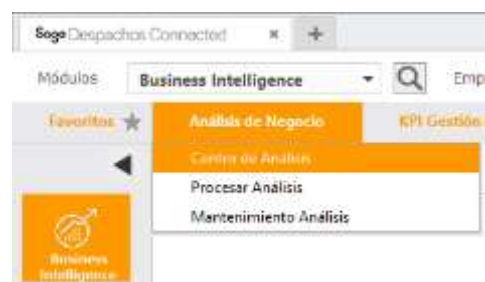 Sage Despachos Connected × +
Módulos Business Intelligence Emp
Favoritos Análisis de Negocio KPI Gestión
Centro de Análisis
Procesar Análisis
Mantenimiento Análisis
Business
Intelligence